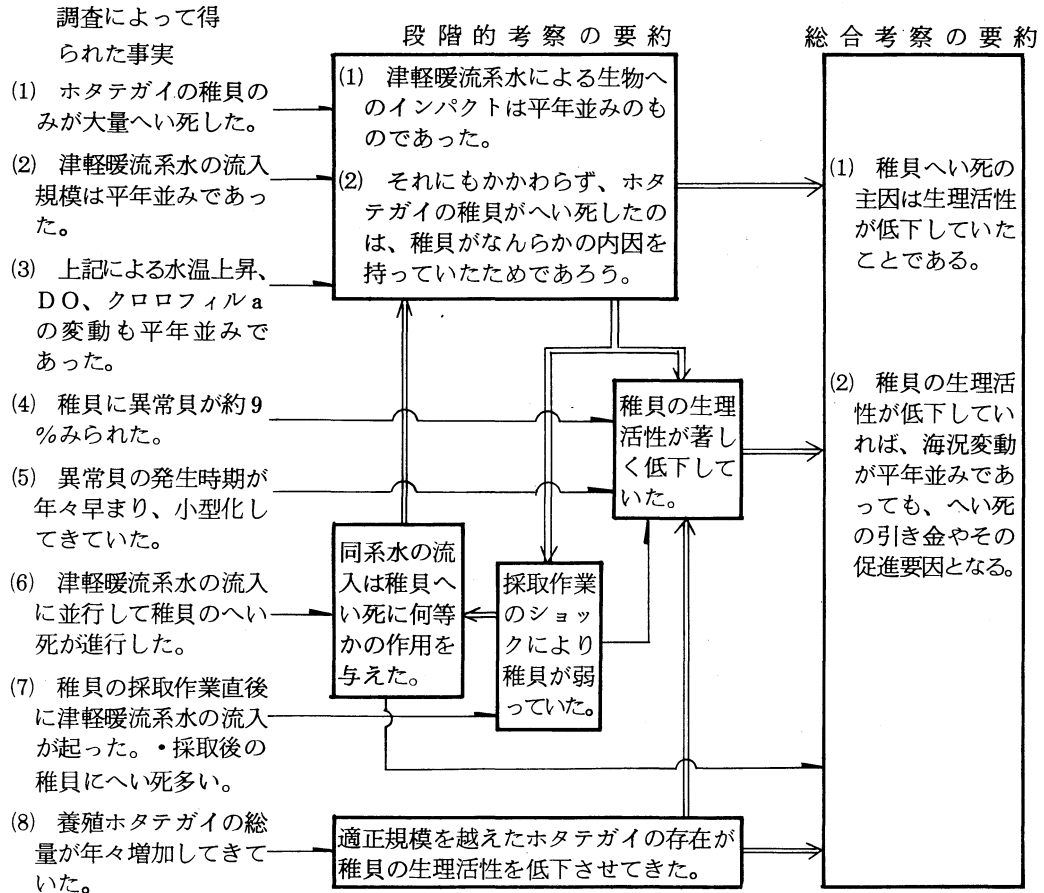 調査によって得
られた事実
(1) ホタテガイの稚貝の
みが大量へい死した。
(2) 津軽暖流系水の流入
規模は平年並みであっ
た。
(3) 上記による水温上昇、
DO、クロロフィルa
の変動も平年並みで
あった。
(4) 稚貝に異常貝が約9
%みられた。
(5) 異常貝の発生時期が
年々早まり、小型化し
てきていた。
(6) 津軽暖流系水の流入
に並行して稚貝のへい
死が進行した。
(7) 稚貝の採取作業直後
に津軽暖流系水の流入
が起った。・採取後の
稚貝にへい死多い。
(8) 養殖ホタテガイの総
量が年々増加してきて
いた。
段階的考察の要約
(1) 津軽暖流系水による生物へ
のインパクトは平年並みのも
のであった。
(2) それにもかかわらず、ホタ
テガイの稚貝がへい死したの
は、稚貝がなんらかの内因を
持っていたためであろう。
稚貝の生理
活性が著し
く低下して
いた。
同系水の流
入は稚貝へ
い死に何等
かの作用を
与えた。
採取作業
のショッ
クにより
稚貝が弱
っていた。
適正規模を越えたホタテガイの存在が
稚貝の生理活性を低下させてきた。
総合考察の要約
(1) 稚貝へい死の
主因は生理活性
が低下していた
ことである。
(2) 稚貝の生理活
性が低下してい
れば、海況変動
が平年並みであ
っても、へい死
の引き金やその
促進要因となる。